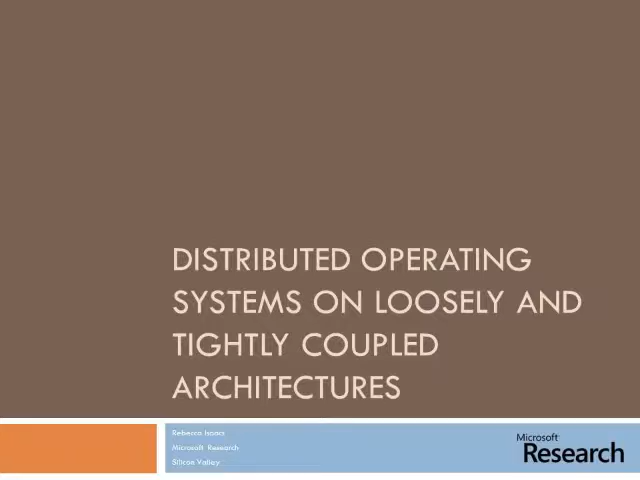 DISTRIBUTED OPERATING
SYSTEMS ON LOOSELY AND
TIGHTLY COUPLED
ARCHITECTURES
Rebecca Isaacs
Microsoft Research
Silicon Valley
Microsoft
Research